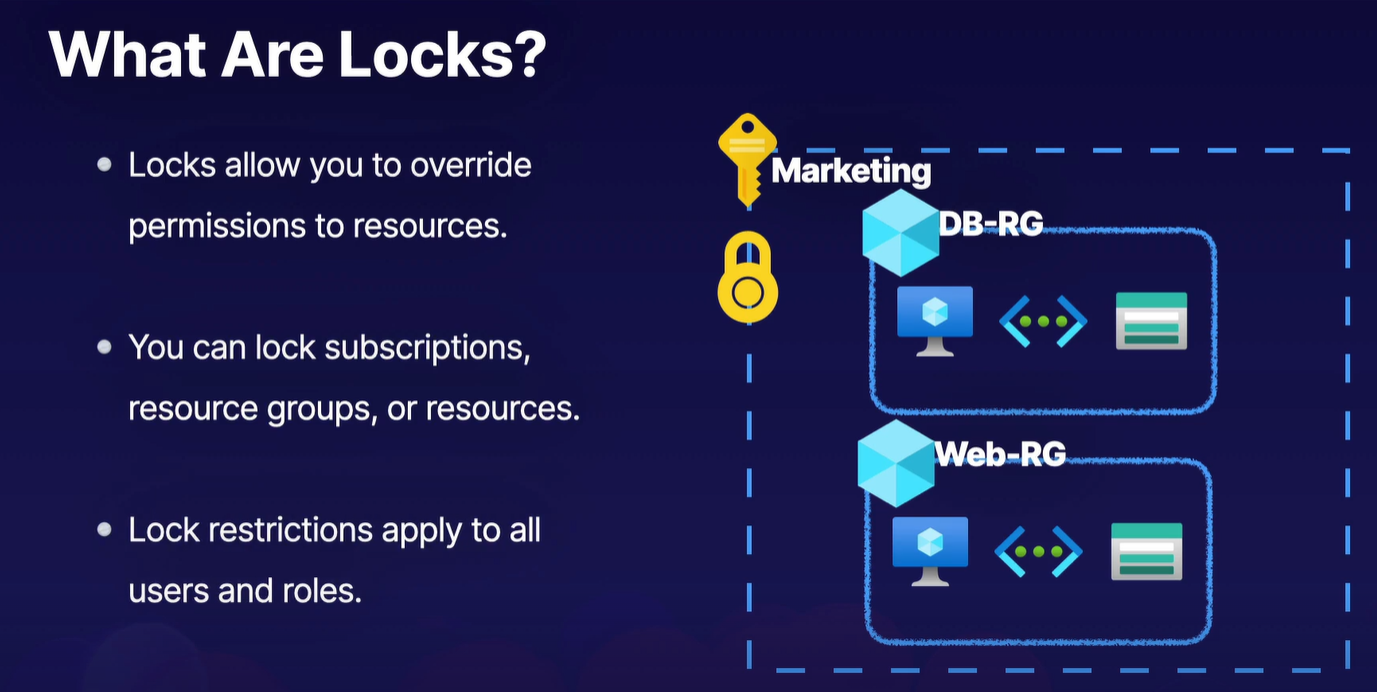 What Are Locks?
Locks allow you to override
permissions to resources.
You can lock subscriptions,
resource groups, or resources.
Lock restrictions apply to all
users and roles.
Marketing
DB-RG
Web-RG